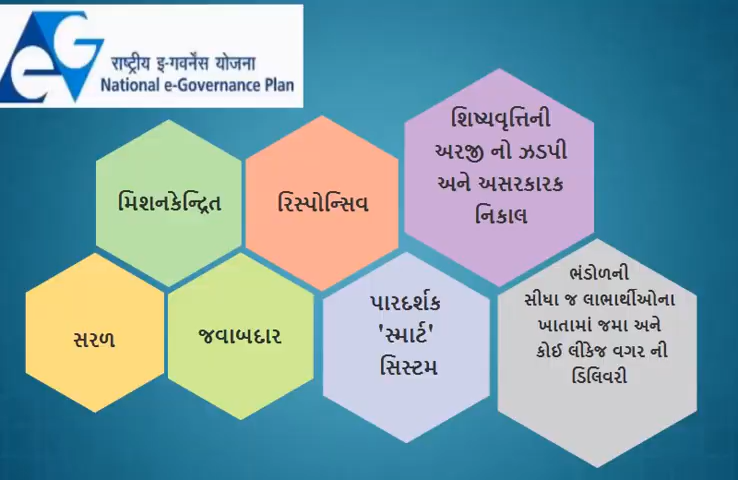 राष्ट्रीय इ-गवर्नेंस योजना
National e-Governance Plan
શિષ્યવૃત્તિની
અરજી નો ઝડપી
અને અસરકારક
નિકાલ
મિશનકેન્દ્રિત
રિસ્પોન્સિવ
સરળ
જવાબદાર
પારદર્શક
'સ્માર્ટ'
સિસ્ટમ
ભંડોળની
સીધા જ લાભાર્થીઓના
ખાતામાં જમા અને
કોઈ લીકેજ વગર ની
ડિલિવરી